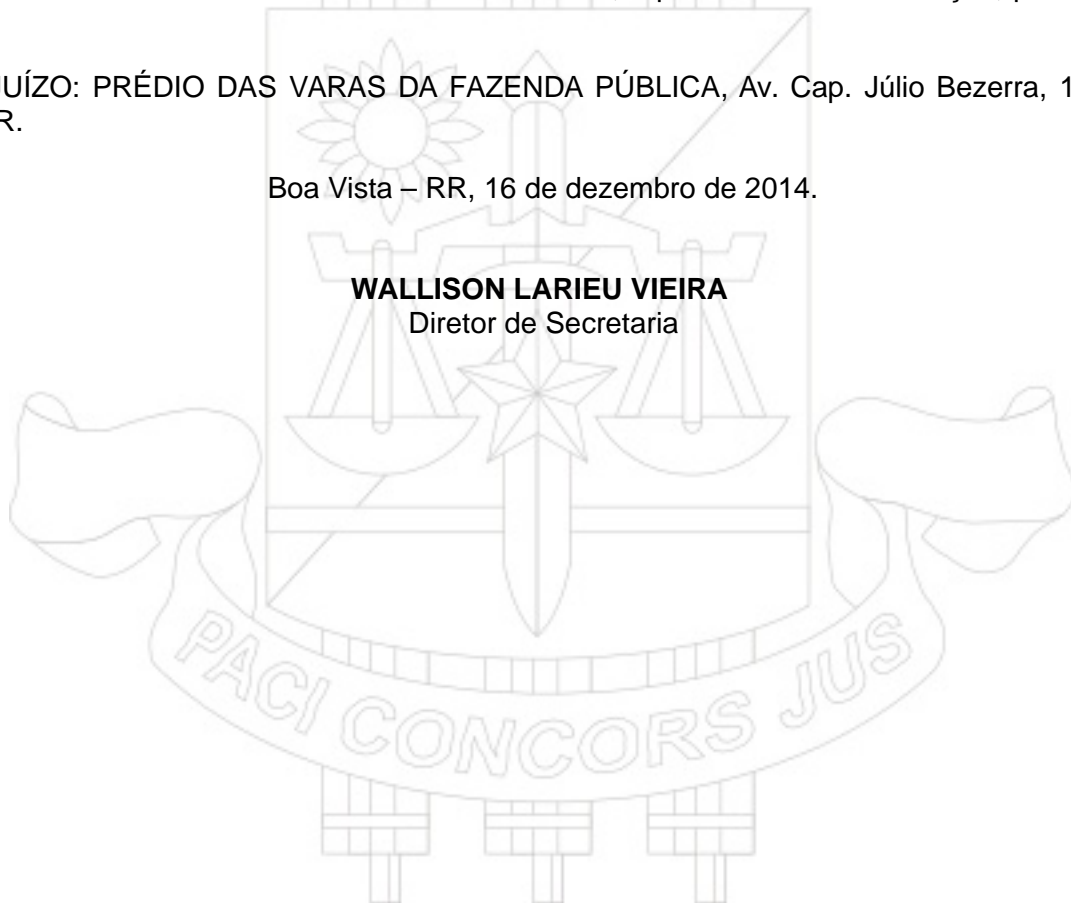 JUÍZO: PRÉDIO DAS VARAS DA FAZENDA PÚBLICA, Av. Cap. Júlio Bezerra, 1
R.
Boa Vista – RR, 16 de dezembro de 2014.
WALLISON LARIEU VIEIRA
Diretor de Secretaria
PACI CONCORS JUS